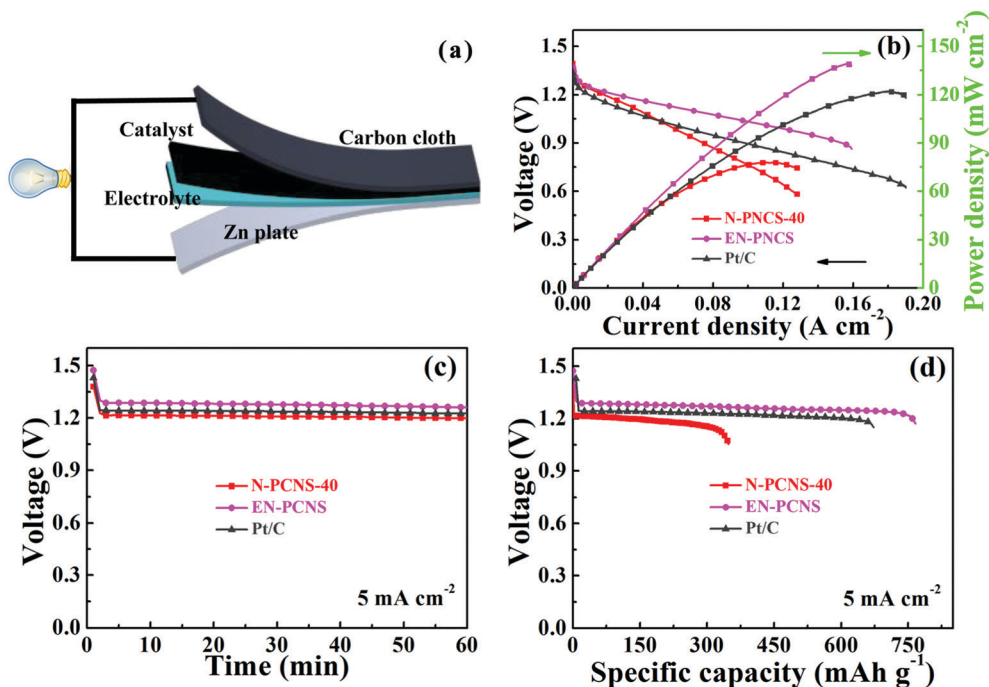 (a)
Catalyst
Carbon cloth
Electrolyte
Zn plate
(b)
Voltage (V)
1.5
1.2
0.9
0.6
0.3
0.0
Power density (mW cm-2)
150
120
90
60
30
0
N-PNCS-40
EN-PNCS
Pt/C
0.00 0.04 0.08 0.12 0.16 0.20
Current density (A cm-2)
(c)
Voltage (V)
1.5
1.2
0.9
0.6
0.3
0.0
N-PCNS-40
EN-PCNS
Pt/C
5 mA cm-2
0 10 20 30 40 50 60
Time (min)
(d)
Voltage (V)
1.5
1.2
0.9
0.6
0.3
0.0
N-PCNS-40
EN-PCNS
Pt/C
5 mA cm-2
0 150 300 450 600 750
Specific capacity (mAh g-1)